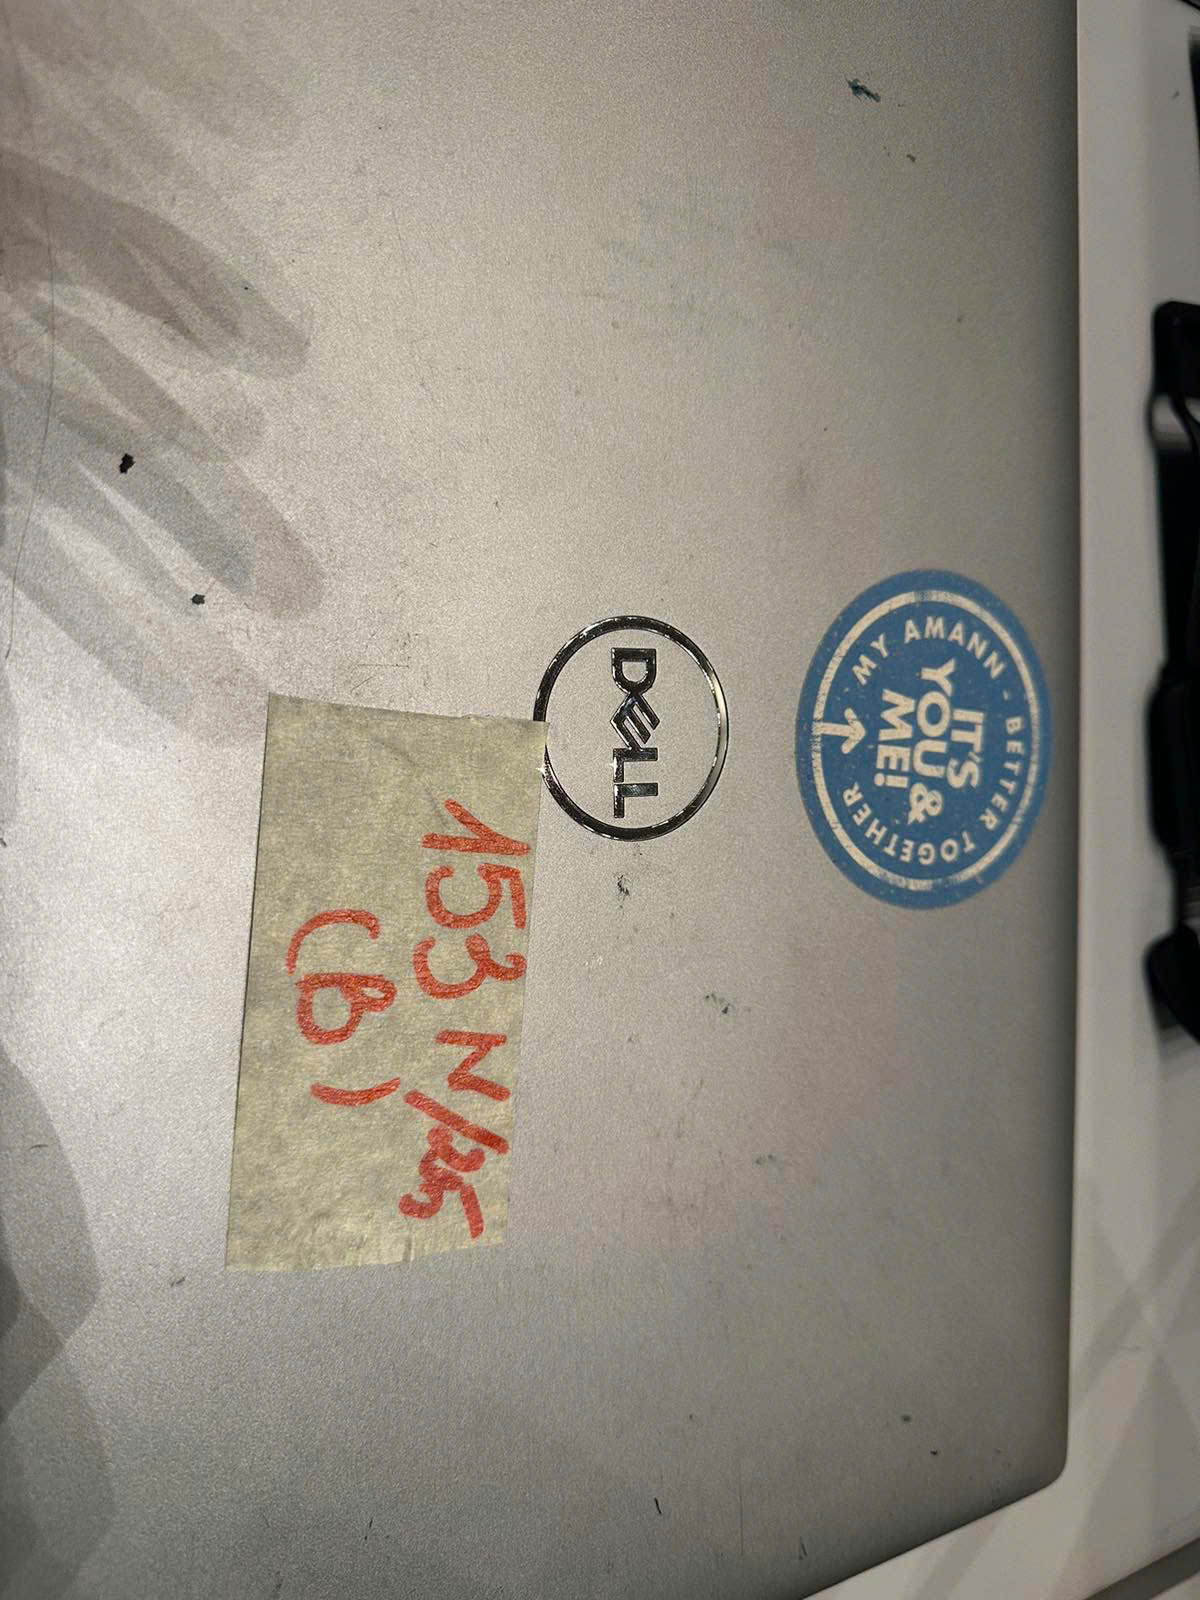 MY AMANN - BETTER TOGETHER
IT'S
YOU &
ME!
DELL
153 N/25
(B)